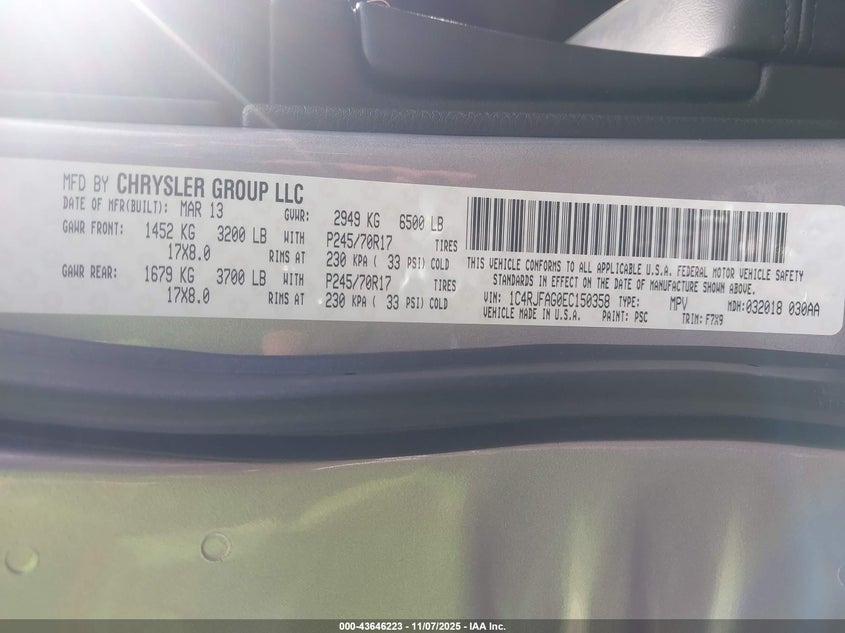 MFD BY CHRYSLER GROUP LLC
DATE OF MFR(BUILT): MAR 13 GVWR: 2949 KG 6500 LB
GAWR FRONT: 1452 KG 3200 LB WITH P245/70R17 TIRES
17X8.0 RIMS AT 230 KPA ( 33 PSI) COLD
GAWR REAR: 1679 KG 3700 LB WITH P245/70R17 TIRES
17X8.0 RIMS AT 230 KPA ( 33 PSI) COLD
THIS VEHICLE CONFORMS TO ALL APPLICABLE U.S.A. FEDERAL MOTOR VEHICLE SAFETY
STANDARDS IN EFFECT ON THE DATE OF MANUFACTURE SHOWN ABOVE.
VIN: 1C4RJFAG0EC150358 TYPE: MPV MDH:032018 030AA
VEHICLE MADE IN U.S.A. PAINT: PSC TRIM:F7X9
000-43646223 - 11/07/2025 - IAA Inc.